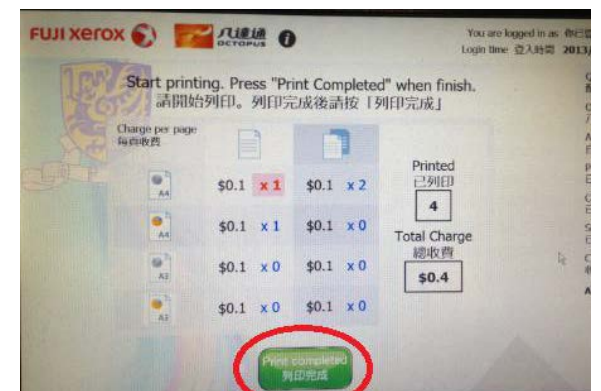 FUJI XEROX
八達通
OCTOPUS
i
You are logged in as
Login time 登入時間 2013/
Start printing. Press "Print Completed" when finish.
請開始列印。列印完成後請按「列印完成」
Charge per page
每頁收費
Printed
已列印
4
Total Charge
總收費
$0.4
A4 $0.1 x 1 $0.1 x 2
A4 $0.1 x 1 $0.1 x 0
A3 $0.1 x 0 $0.1 x 0
A3 $0.1 x 0 $0.1 x 0
Print completed
列印完成